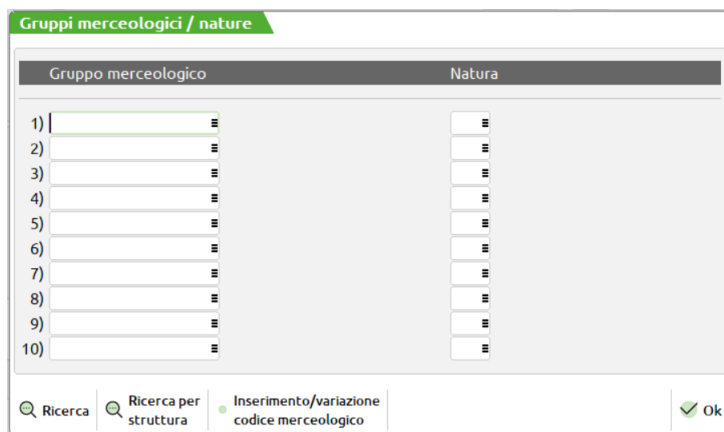 Gruppi merceologici / nature
Gruppo merceologico Natura
1)
2)
3)
4)
5)
6)
7)
8)
9)
10)
Ricerca
Ricerca per
struttura
Inserimento/variazione
codice merceologico
Ok